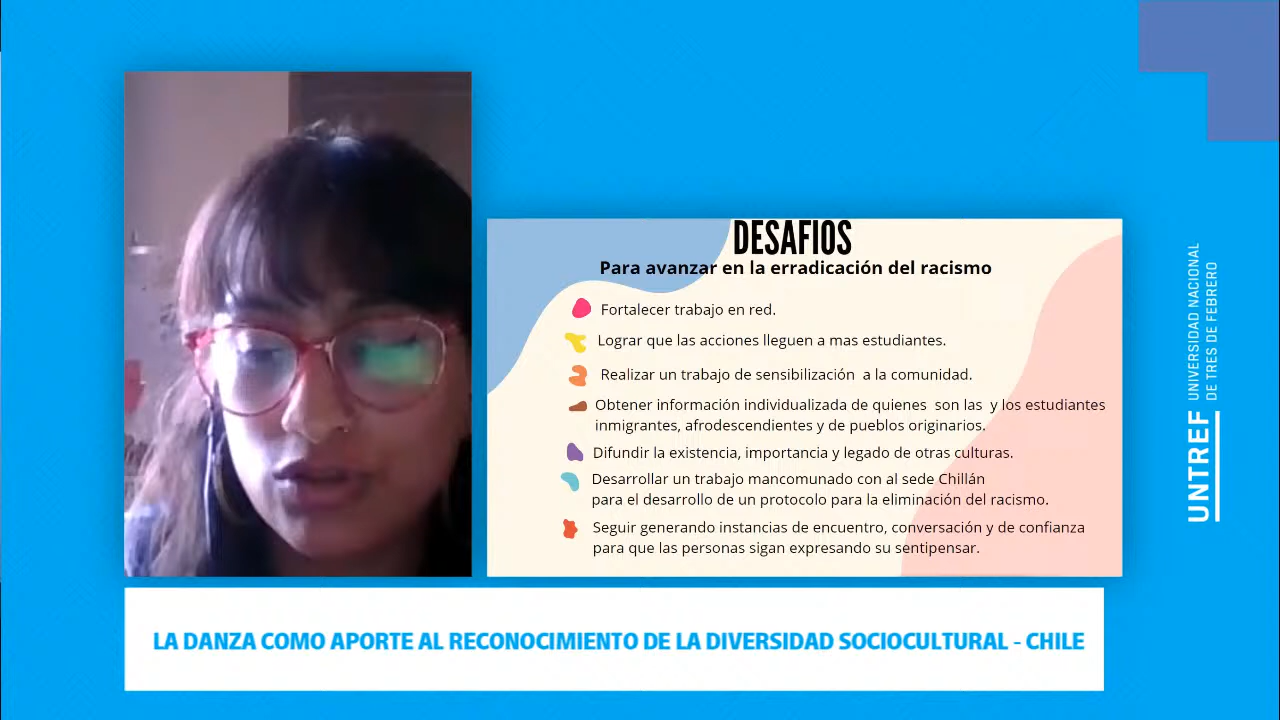 DESAFIOS
Para avanzar en la erradicación del racismo
Fortalecer trabajo en red.
Lograr que las acciones lleguen a mas estudiantes.
Realizar un trabajo de sensibilización a la comunidad.
Obtener información individualizada de quienes son las y los estudiantes
inmigrantes, afrodescendientes y de pueblos originarios.
Difundir la existencia, importancia y legado de otras culturas.
Desarrollar un trabajo mancomunado con al sede Chillán
para el desarrollo de un protocolo para la eliminación del racismo.
Seguir generando instancias de encuentro, conversación y de confianza
para que las personas sigan expresando su sentipensar.
LA DANZA COMO APORTE AL RECONOCIMIENTO DE LA DIVERSIDAD SOCIOCULTURAL - CHILE
UNTREF
UNIVERSIDAD NACIONAL
DE TRES DE FEBRERO